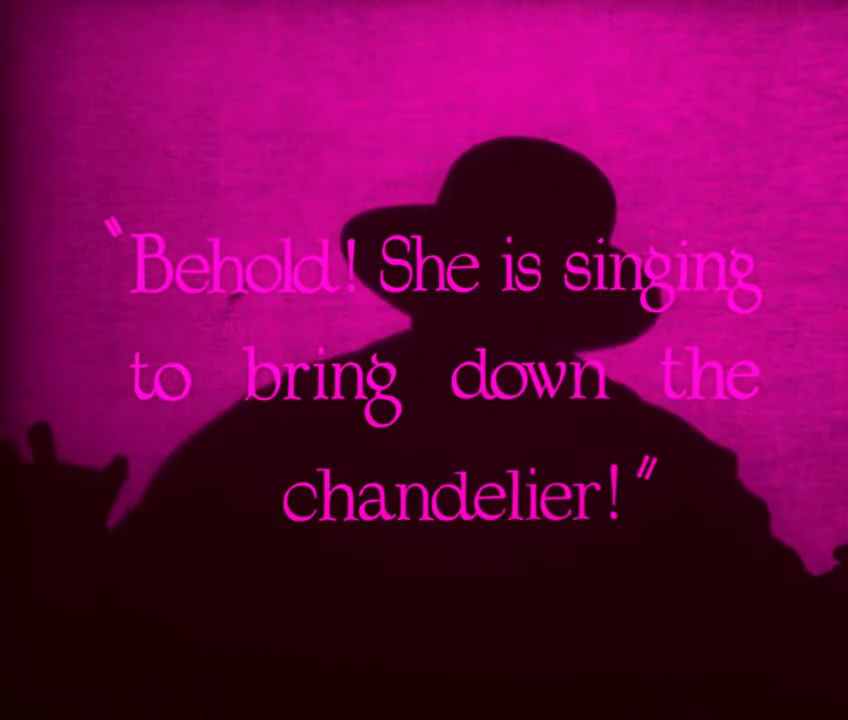 "Behold! She is singing
to bring down the
chandelier!"